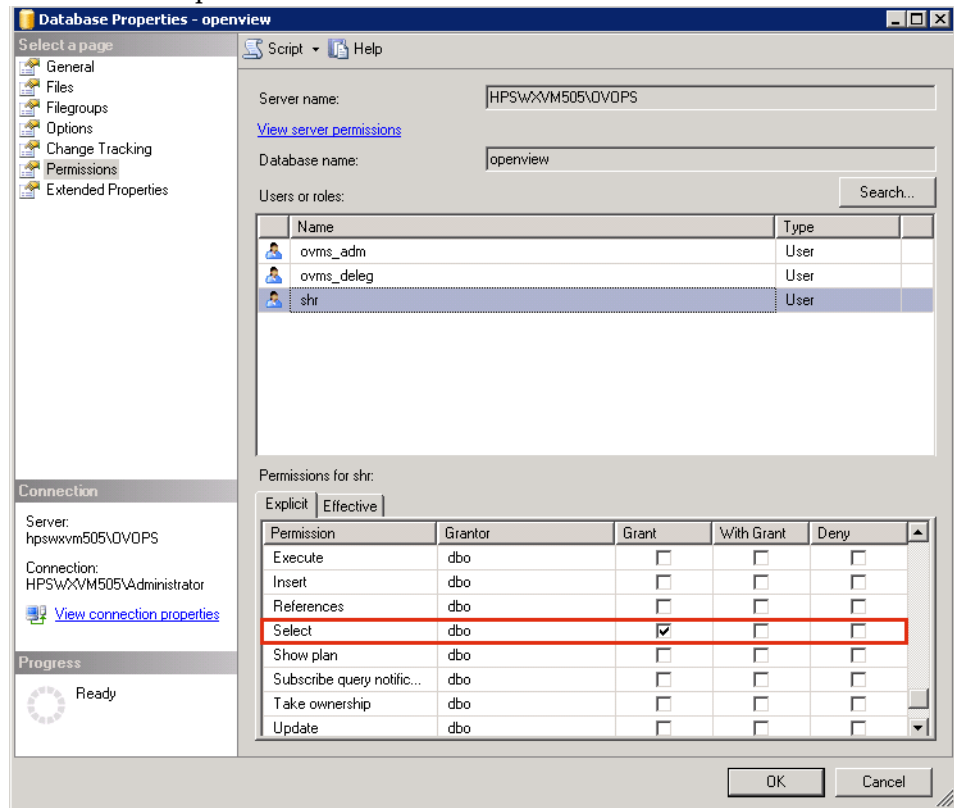 Database Properties - openview
Select a page
General
Files
Filegroups
Options
Change Tracking
Permissions
Extended Properties
Script Help
Server name: HPSWXVM505\OVOPS
View server permissions
Database name: openview
Users or roles: Search...
Name Type
ovms_adm User
ovms_deleg User
shr User
Permissions for shr:
Explicit Effective
Permission Grantor Grant With Grant Deny
Execute dbo
Insert dbo
References dbo
Select dbo
Show plan dbo
Subscribe query notific... dbo
Take ownership dbo
Update dbo
Connection
Server:
hpswxvm505\OVOPS
Connection:
HPSWXVM505\Administrator
View connection properties
Progress
Ready
OK Cancel